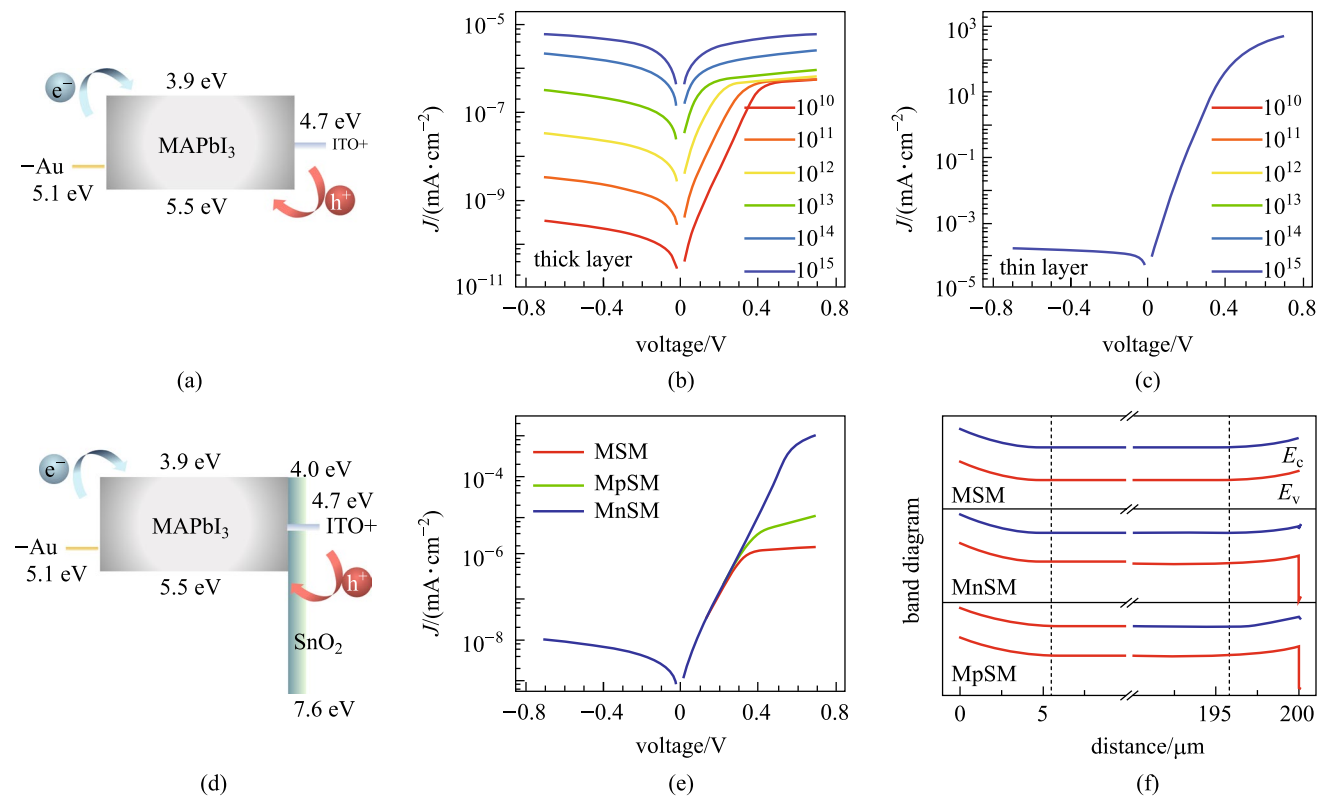 e⁻
3.9 eV
4.7 eV
MAPbI₃
ITO+
−Au
5.1 eV
5.5 eV
h⁺
(a)
J/(mA·cm⁻²)
10⁻⁵
10⁻⁷
10⁻⁹
10⁻¹¹
10¹⁰
10¹¹
10¹²
10¹³
10¹⁴
10¹⁵
thick layer
−0.8
−0.4
0
0.4
0.8
voltage/V
(b)
J/(mA·cm⁻²)
10³
10¹
10⁻¹
10⁻³
10⁻⁵
10¹⁰
10¹¹
10¹²
10¹³
10¹⁴
10¹⁵
thin layer
−0.8
−0.4
0
0.4
0.8
voltage/V
(c)
e⁻
3.9 eV
4.0 eV
4.7 eV
MAPbI₃
ITO+
−Au
5.1 eV
5.5 eV
h⁺
SnO₂
7.6 eV
(d)
J/(mA·cm⁻²)
10⁻⁴
10⁻⁶
10⁻⁸
MSM
MpSM
MnSM
−0.8
−0.4
0
0.4
0.8
voltage/V
(e)
band diagram
MSM
E_c
E_v
MnSM
MpSM
0
5
195
200
distance/μm
(f)